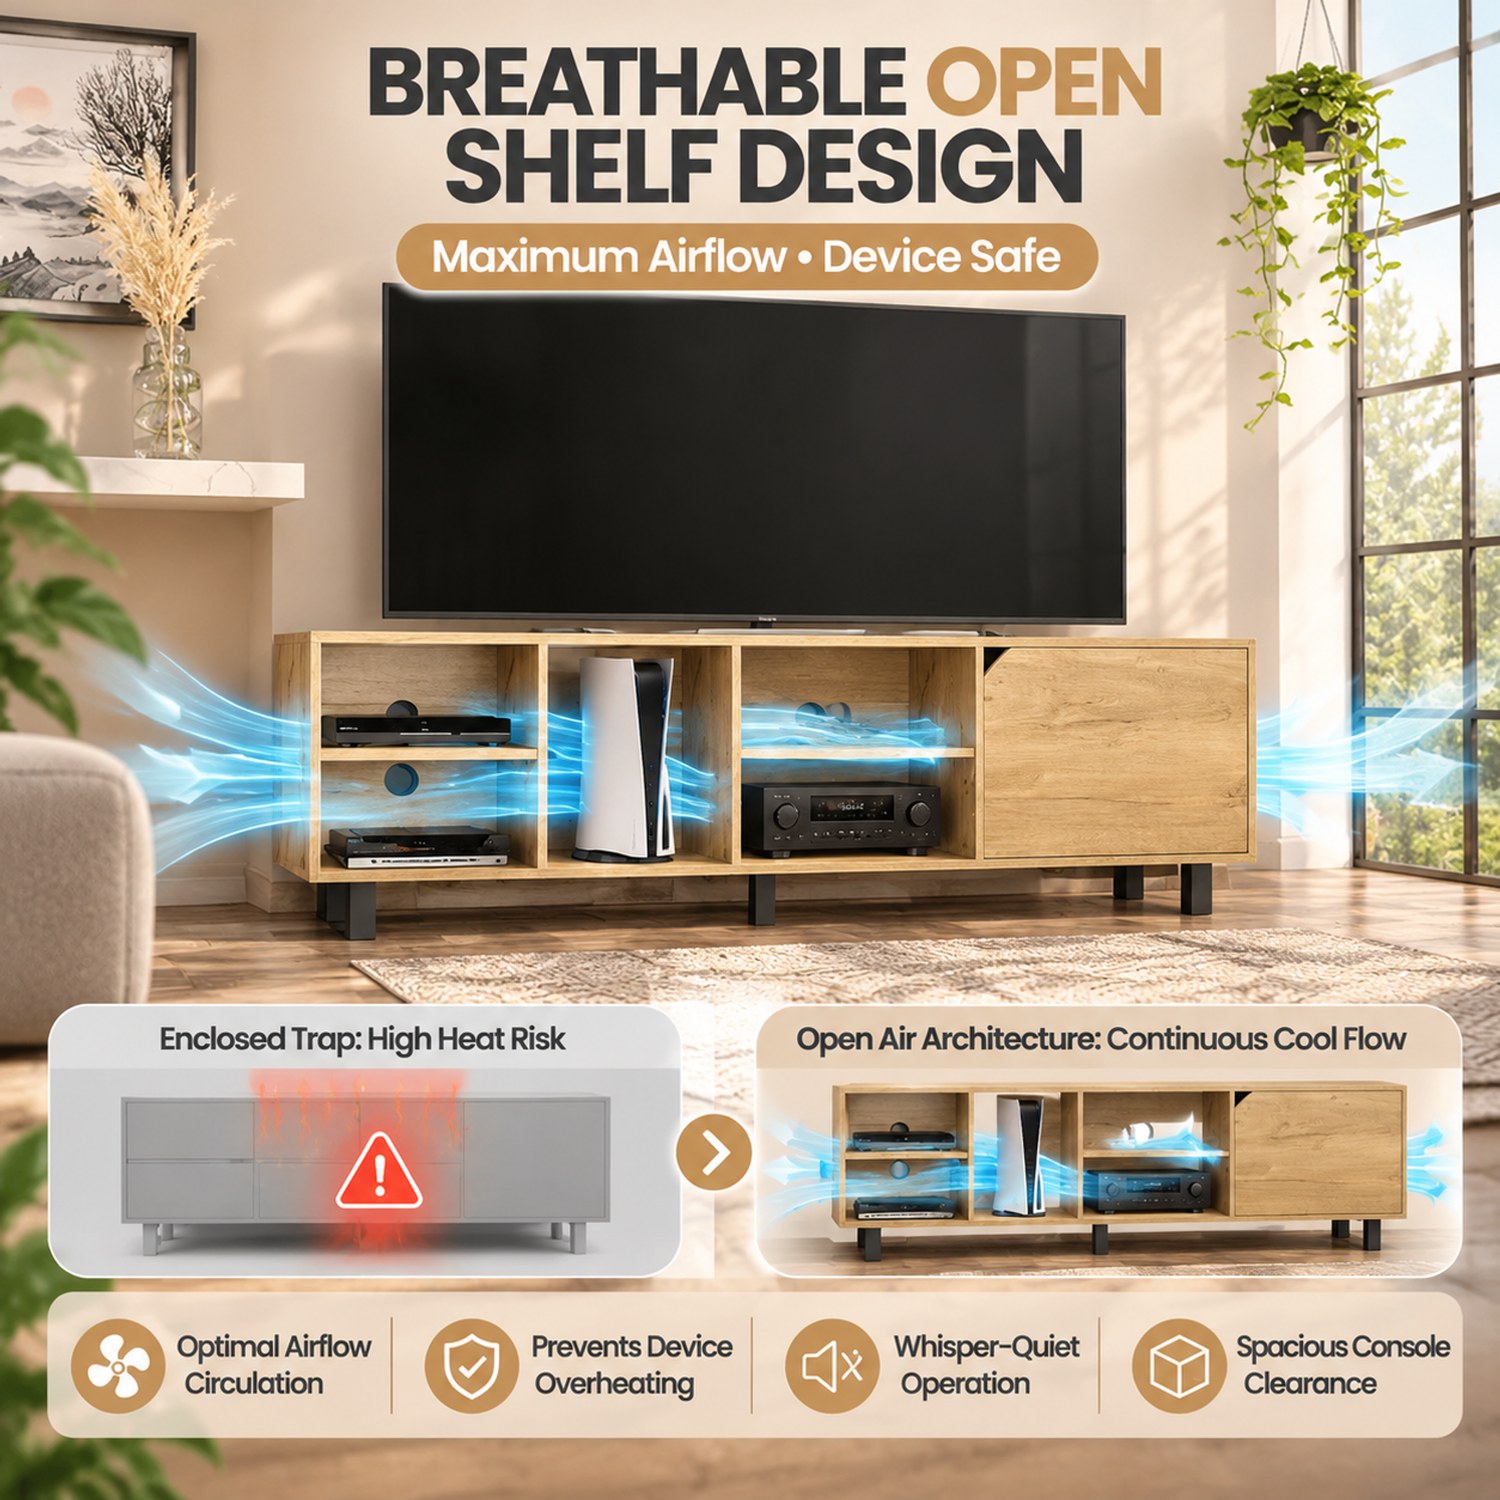 BREATHABLE OPEN
SHELF DESIGN
Maximum Airflow • Device Safe
Enclosed Trap: High Heat Risk
Open Air Architecture: Continuous Cool Flow
Optimal Airflow
Circulation
Prevents Device
Overheating
Whisper-Quiet
Operation
Spacious Console
Clearance